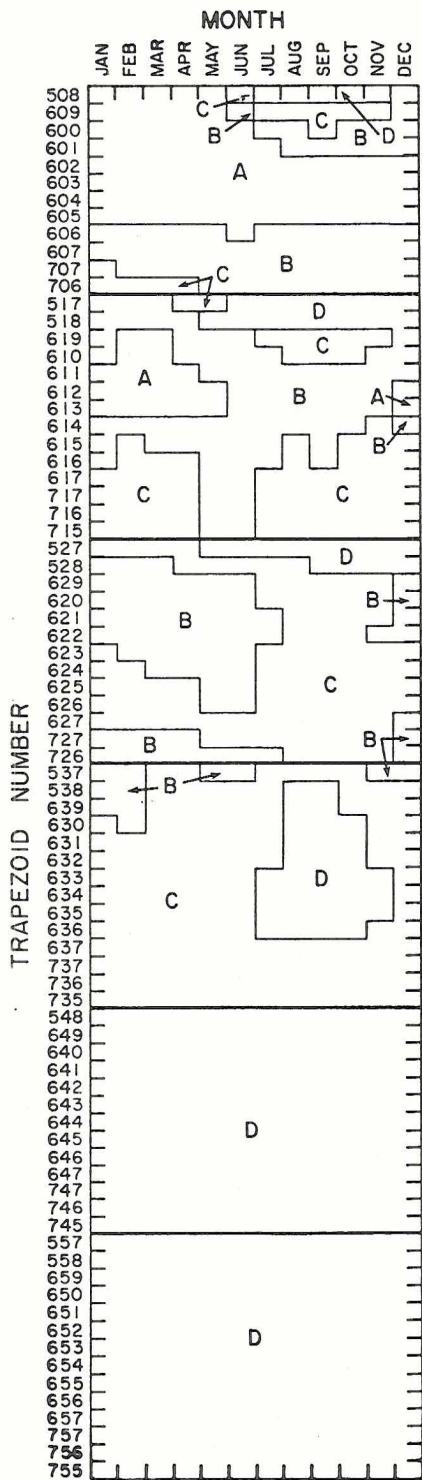 MONTH
JAN FEB MAR APR MAY JUN JUL AUG SEP OCT NOV DEC
TRAPEZOID NUMBER
508 C
609 C
600 B B D
601
602 A
603
604
605
606
607 B
707 C
706
517 D
518
619 C
610
611 A
612 B A
613
614
615 B
616
617 C C
717
716
715
527 D
528
629
620 B
621 B
622
623
624
625 C
626
627
727 B B
726
537 B
538
639
630
631
632
633 D
634 C
635
636
637
737
736
735
548
649
640
641
642
643
644 D
645
646
647
747
746
745
557
558
659
650
651
652 D
653
654
655
656
657
757
756
755